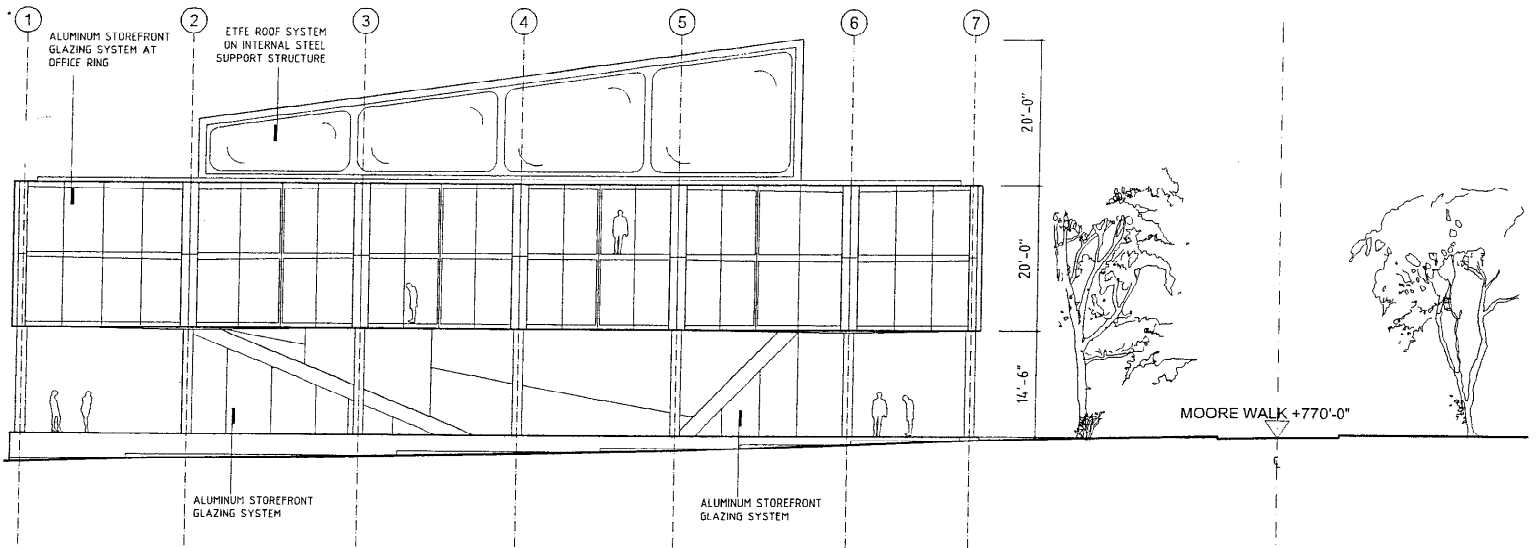 1
2
3
4
5
6
7
ALUMINUM STOREFRONT
GLAZING SYSTEM AT
OFFICE RING
ETFE ROOF SYSTEM
ON INTERNAL STEEL
SUPPORT STRUCTURE
20'-0"
20'-0"
14'-6"
MOORE WALK +770'-0"
℄
ALUMINUM STOREFRONT
GLAZING SYSTEM
ALUMINUM STOREFRONT
GLAZING SYSTEM